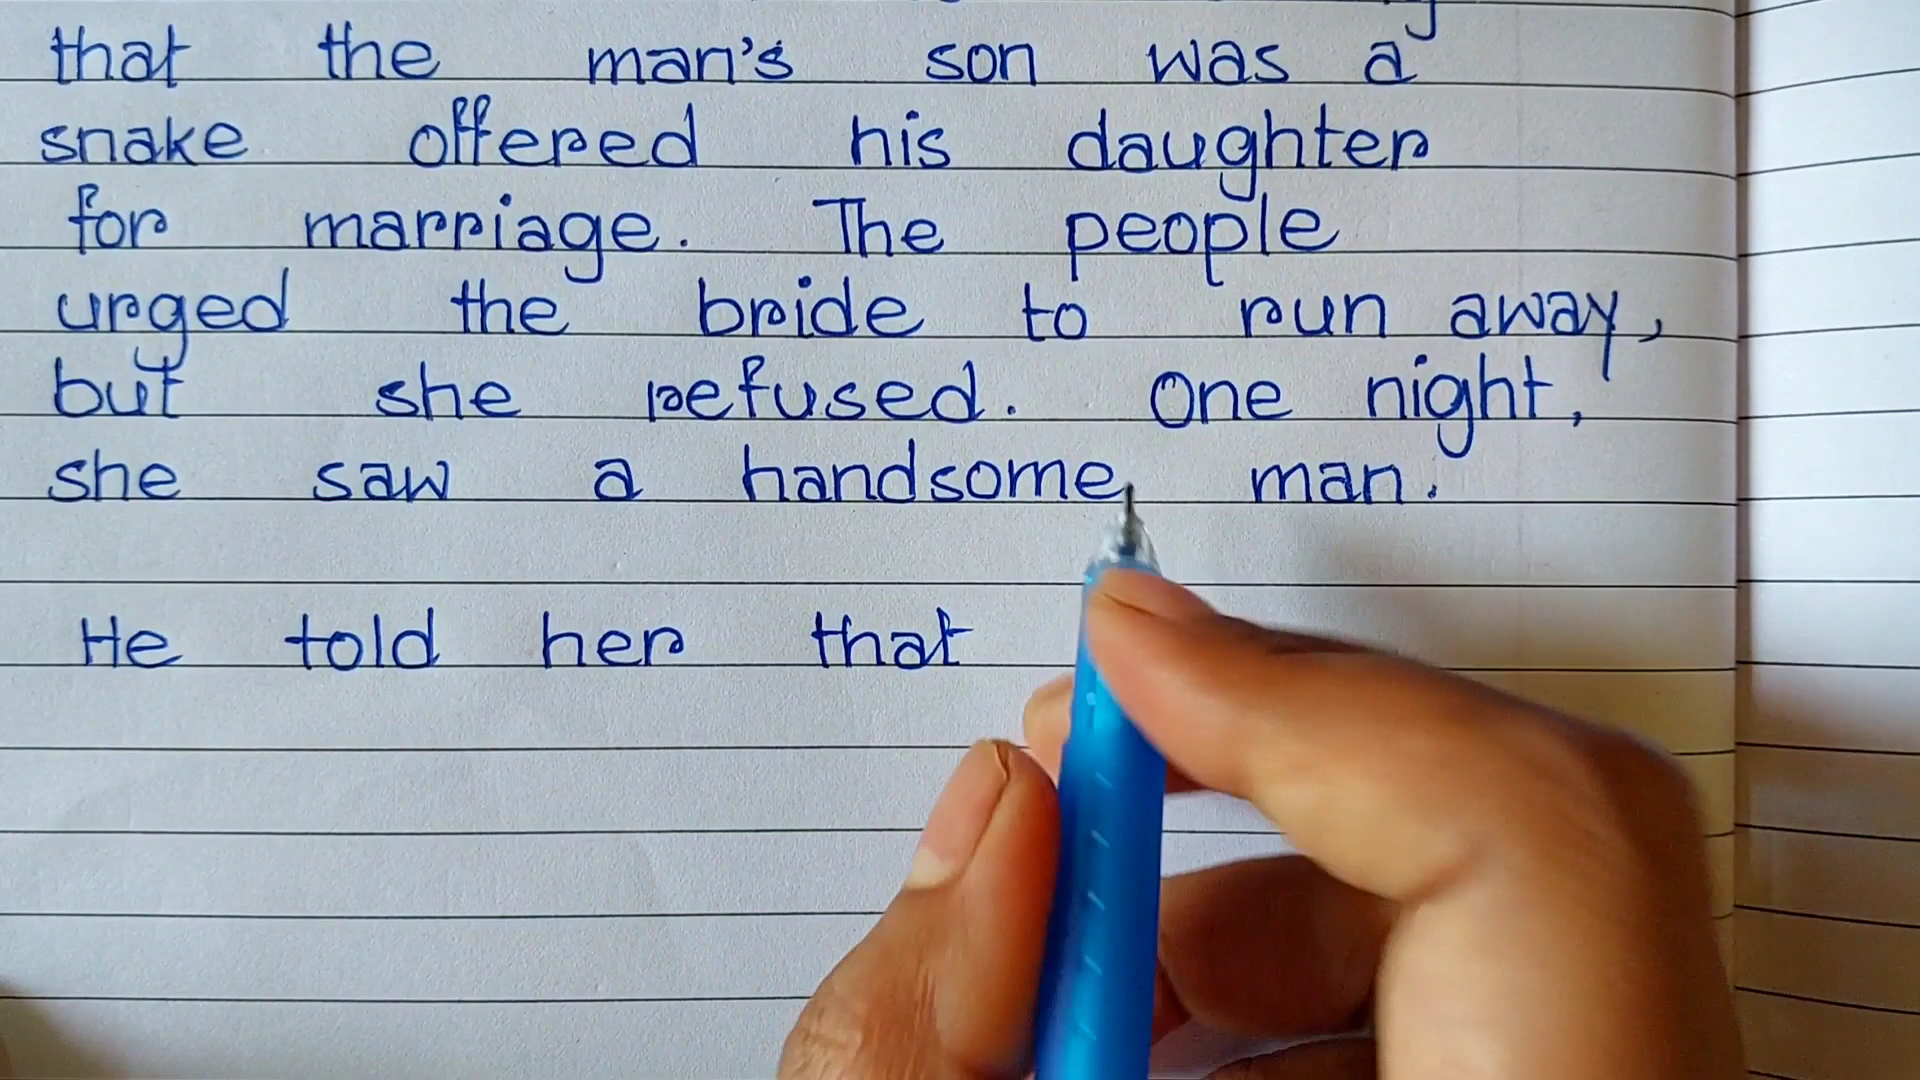 that the man's son was a
snake offered his daughter
for marriage. The people
urged the bride to run away,
but she refused. One night,
she saw a handsome man.
He told her that